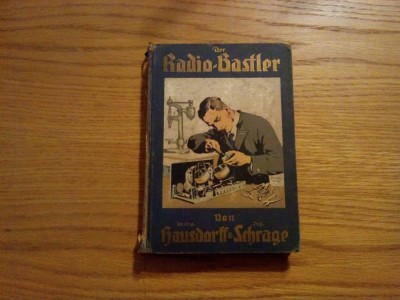 Der
Radio-Bastler
Von
Hausdorff & Schrage